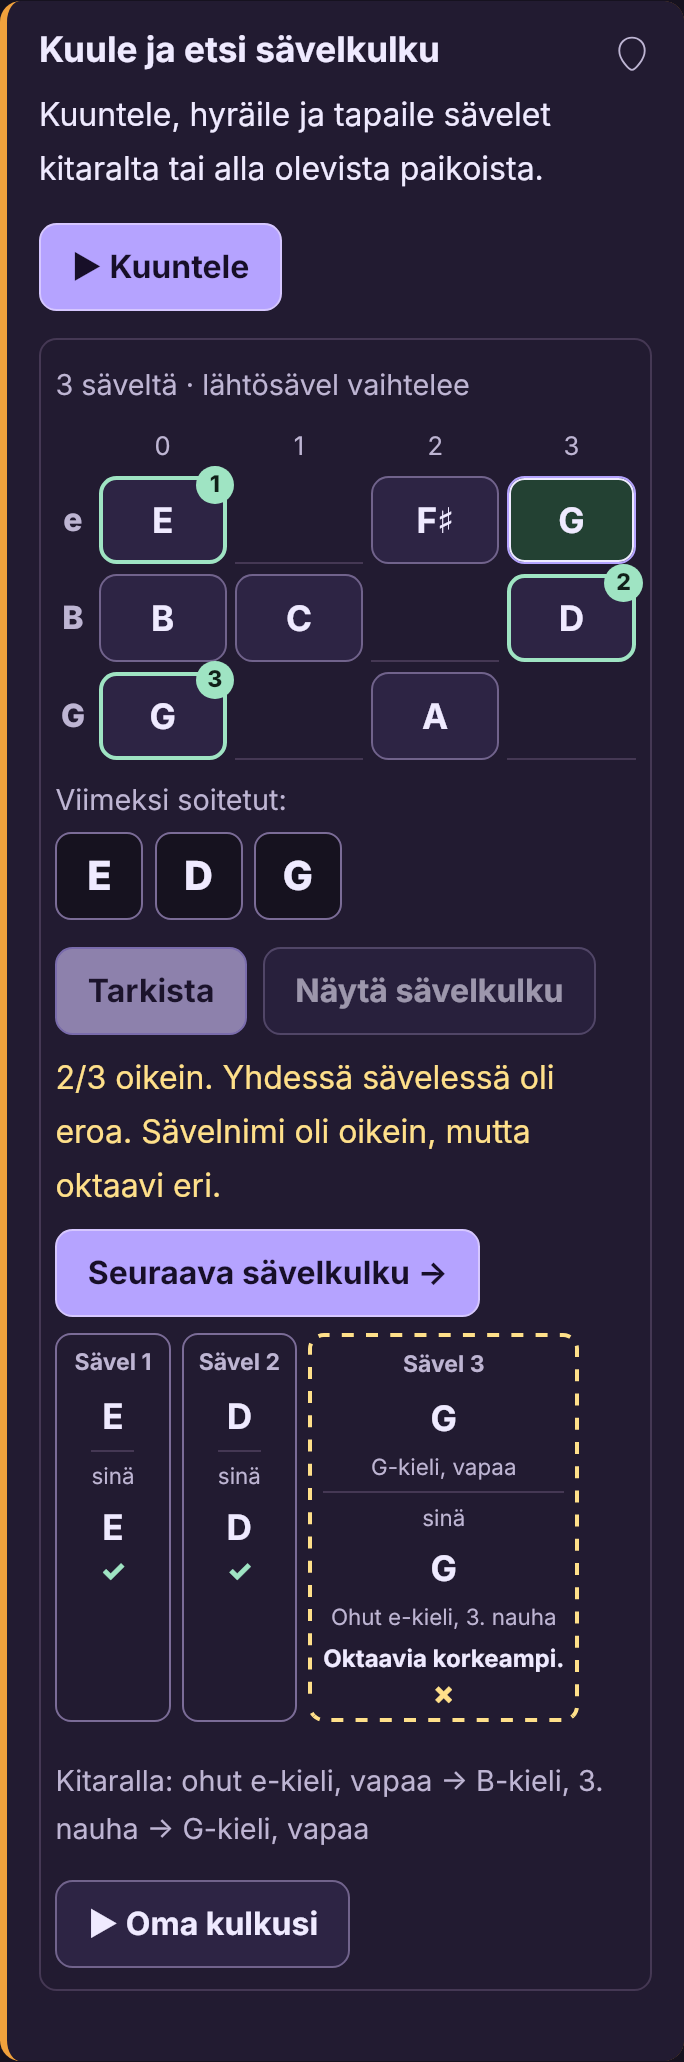 Kuule ja etsi sävelkulku
Kuuntele, hyräile ja tapaile sävelet
kitaralta tai alla olevista paikoista.
▶ Kuuntele
3 säveltä · lähtösävel vaihtelee
0 1 2 3
e E 1 F♯ G
B B C D 2
G G 3 A
Viimeksi soitetut:
E D G
Tarkista Näytä sävelkulku
2/3 oikein. Yhdessä sävelessä oli
eroa. Sävelnimi oli oikein, mutta
oktaavi eri.
Seuraava sävelkulku →
Sävel 1
E
sinä
E
✓
Sävel 2
D
sinä
D
✓
Sävel 3
G
G-kieli, vapaa
sinä
G
Ohut e-kieli, 3. nauha
Oktaavia korkeampi.
✖
Kitaralla: ohut e-kieli, vapaa → B-kieli, 3.
nauha → G-kieli, vapaa
▶ Oma kulkusi